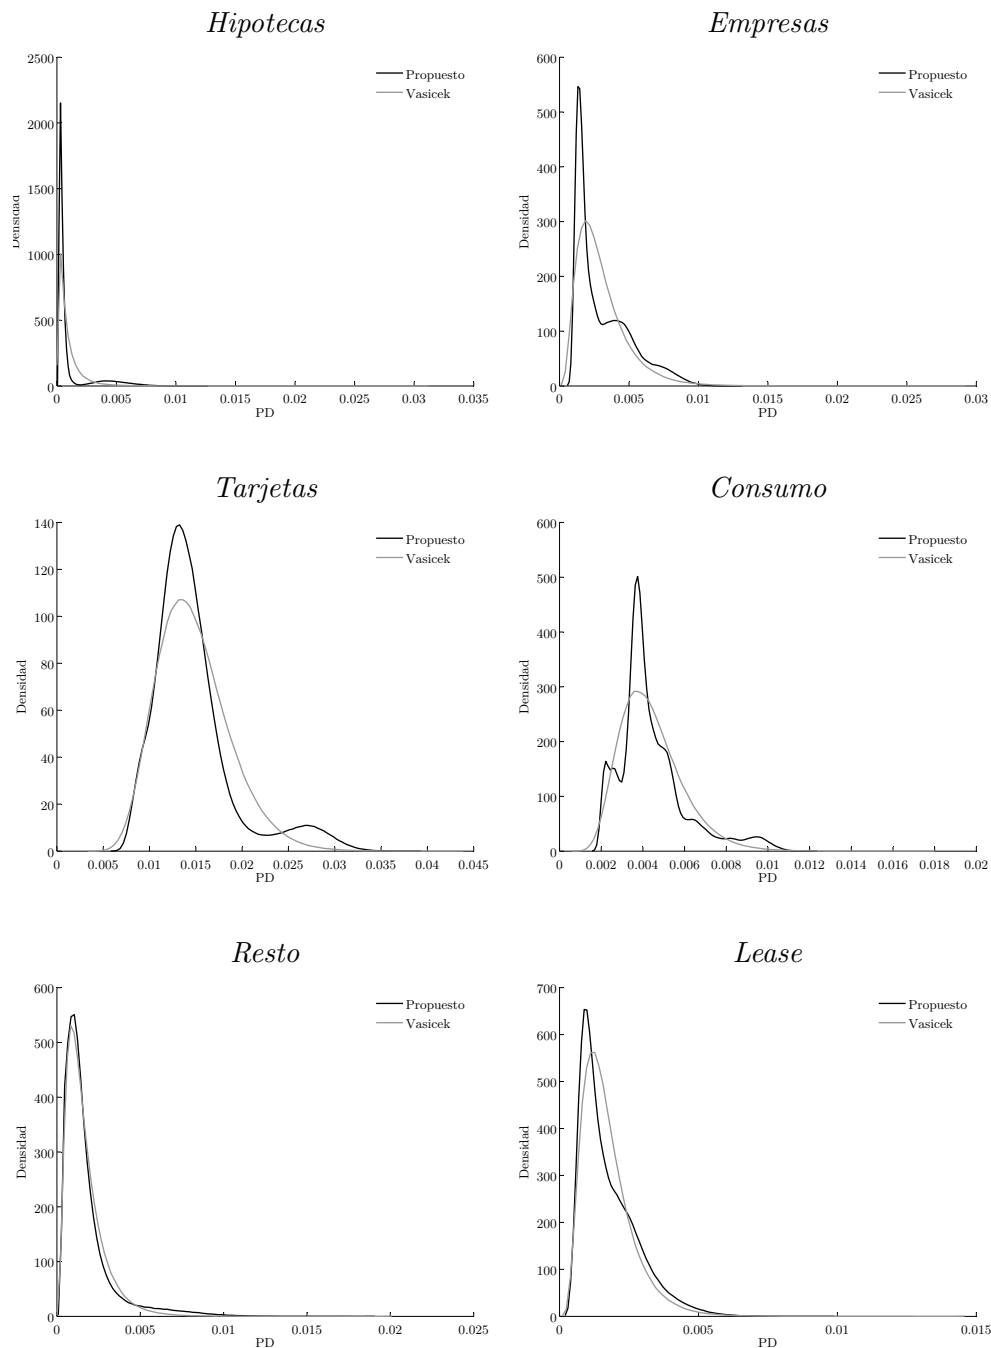 Hipotecas
2500
2000
1500
1000
500
0
Densidad
Propuesto
Vasicek
0 0.005 0.01 0.015 0.02 0.025 0.03 0.035
PD
Empresas
600
500
400
300
200
100
0
Densidad
Propuesto
Vasicek
0 0.005 0.01 0.015 0.02 0.025 0.03
PD
Tarjetas
140
120
100
80
60
40
20
0
Densidad
Propuesto
Vasicek
0 0.005 0.01 0.015 0.02 0.025 0.03 0.035 0.04 0.045
PD
Consumo
600
500
400
300
200
100
0
Densidad
Propuesto
Vasicek
0 0.002 0.004 0.006 0.008 0.01 0.012 0.014 0.016 0.018 0.02
PD
Resto
600
500
400
300
200
100
0
Densidad
Propuesto
Vasicek
0 0.005 0.01 0.015 0.02 0.025
PD
Lease
700
600
500
400
300
200
100
0
Densidad
Propuesto
Vasicek
0 0.005 0.01 0.015
PD